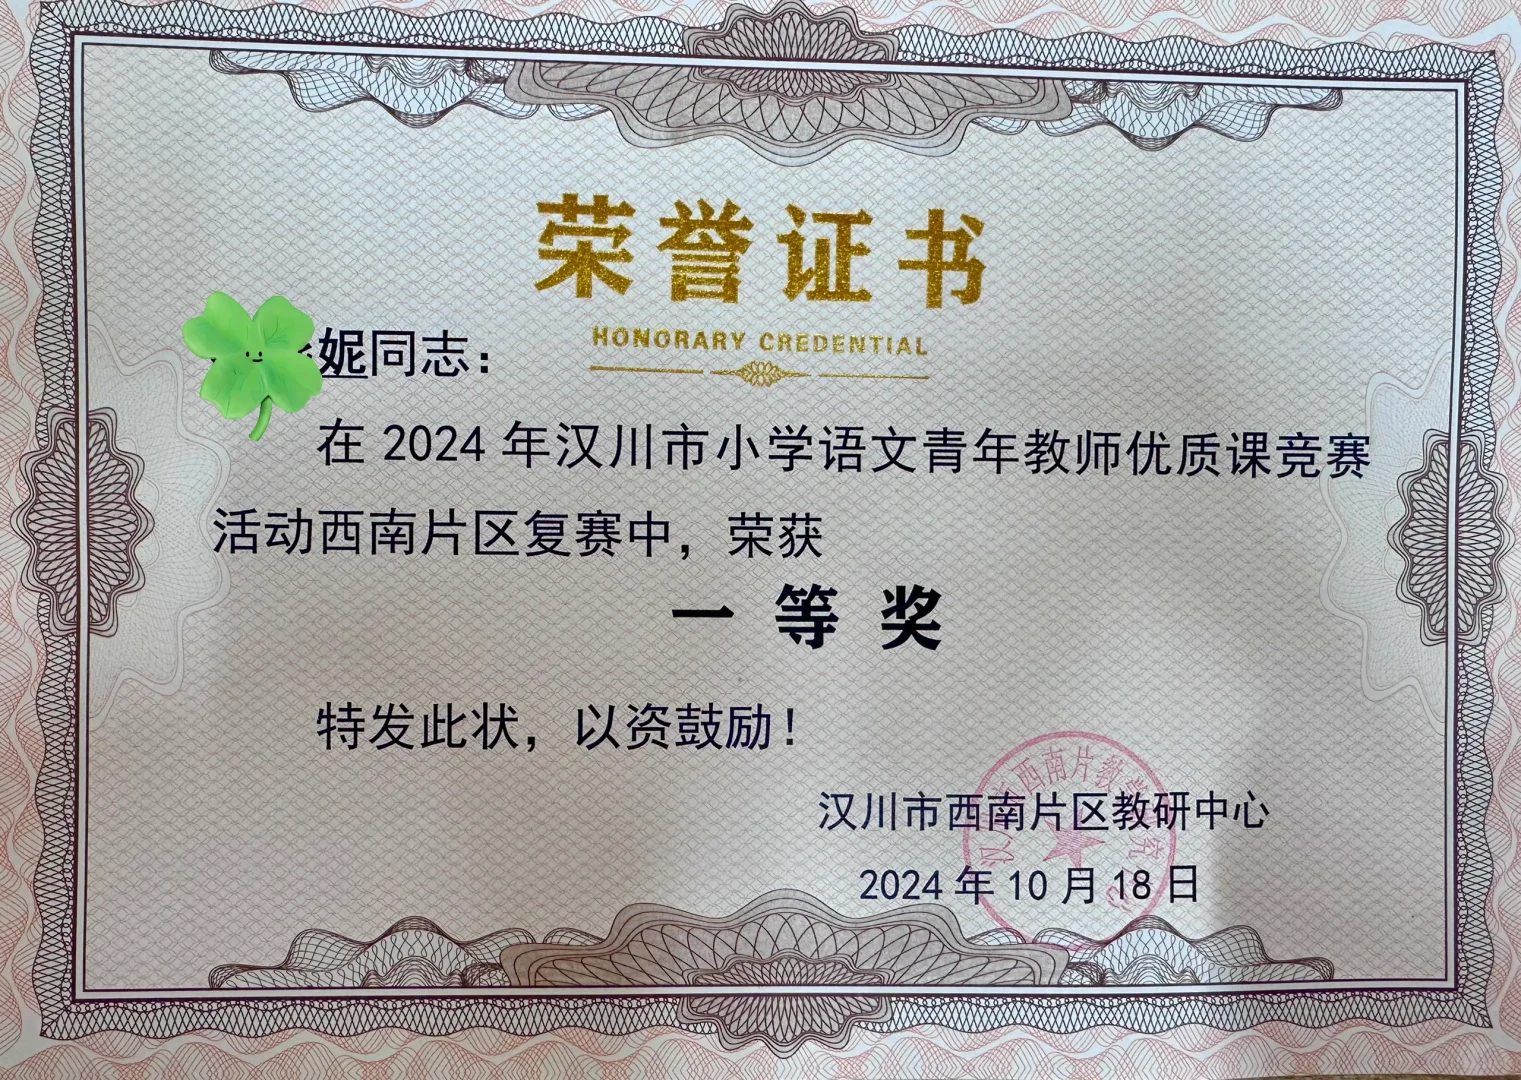 荣誉证书
HONORARY CREDENTIAL
妮同志：
在 2024 年汉川市小学语文青年教师优质课竞赛
活动西南片区复赛中，荣获
一等奖
特发此状，以资鼓励！
汉川市西南片区教研中心
2024 年 10 月 18 日